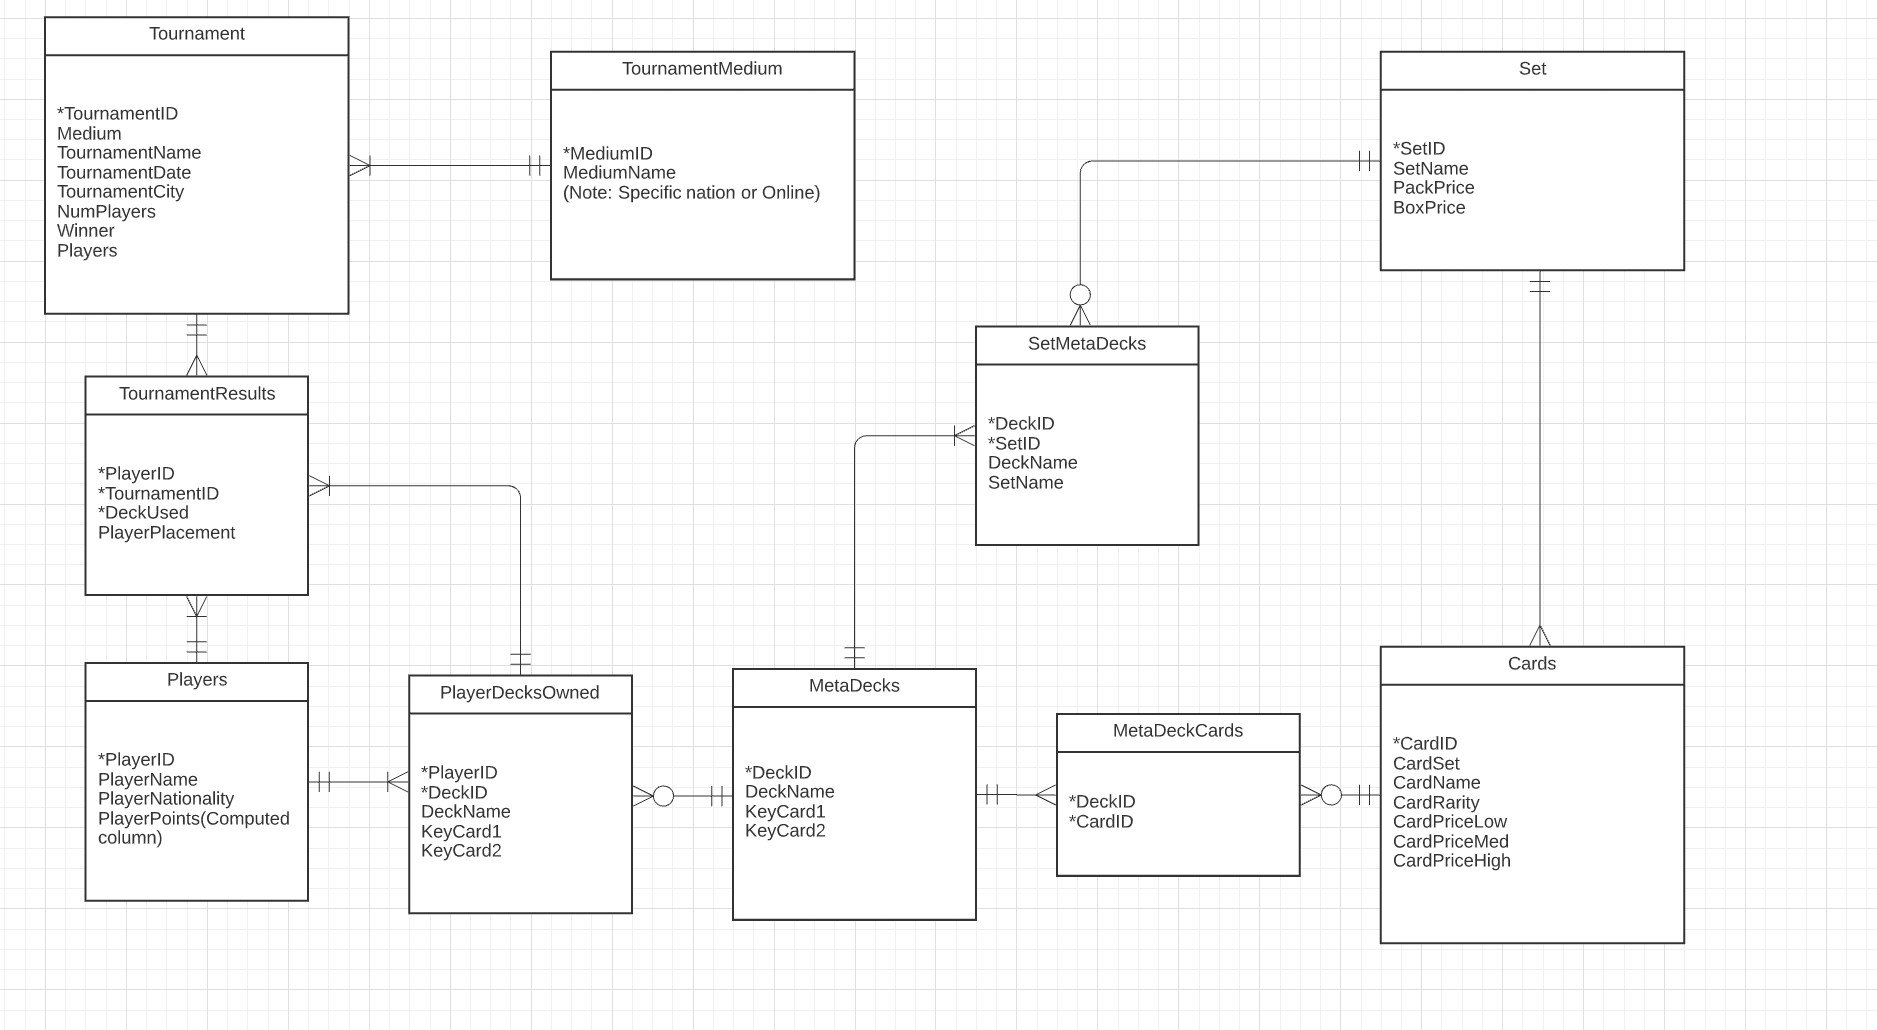 Tournament
*TournamentID
Medium
TournamentName
TournamentDate
TournamentCity
NumPlayers
Winner
Players
TournamentMedium
*MediumID
MediumName
(Note: Specific nation or Online)
Set
*SetID
SetName
PackPrice
BoxPrice
SetMetaDecks
*DeckID
*SetID
DeckName
SetName
TournamentResults
*PlayerID
*TournamentID
*DeckUsed
PlayerPlacement
Players
*PlayerID
PlayerName
PlayerNationality
PlayerPoints(Computed
column)
PlayerDecksOwned
*PlayerID
*DeckID
DeckName
KeyCard1
KeyCard2
MetaDecks
*DeckID
DeckName
KeyCard1
KeyCard2
MetaDeckCards
*DeckID
*CardID
Cards
*CardID
CardSet
CardName
CardRarity
CardPriceLow
CardPriceMed
CardPriceHigh